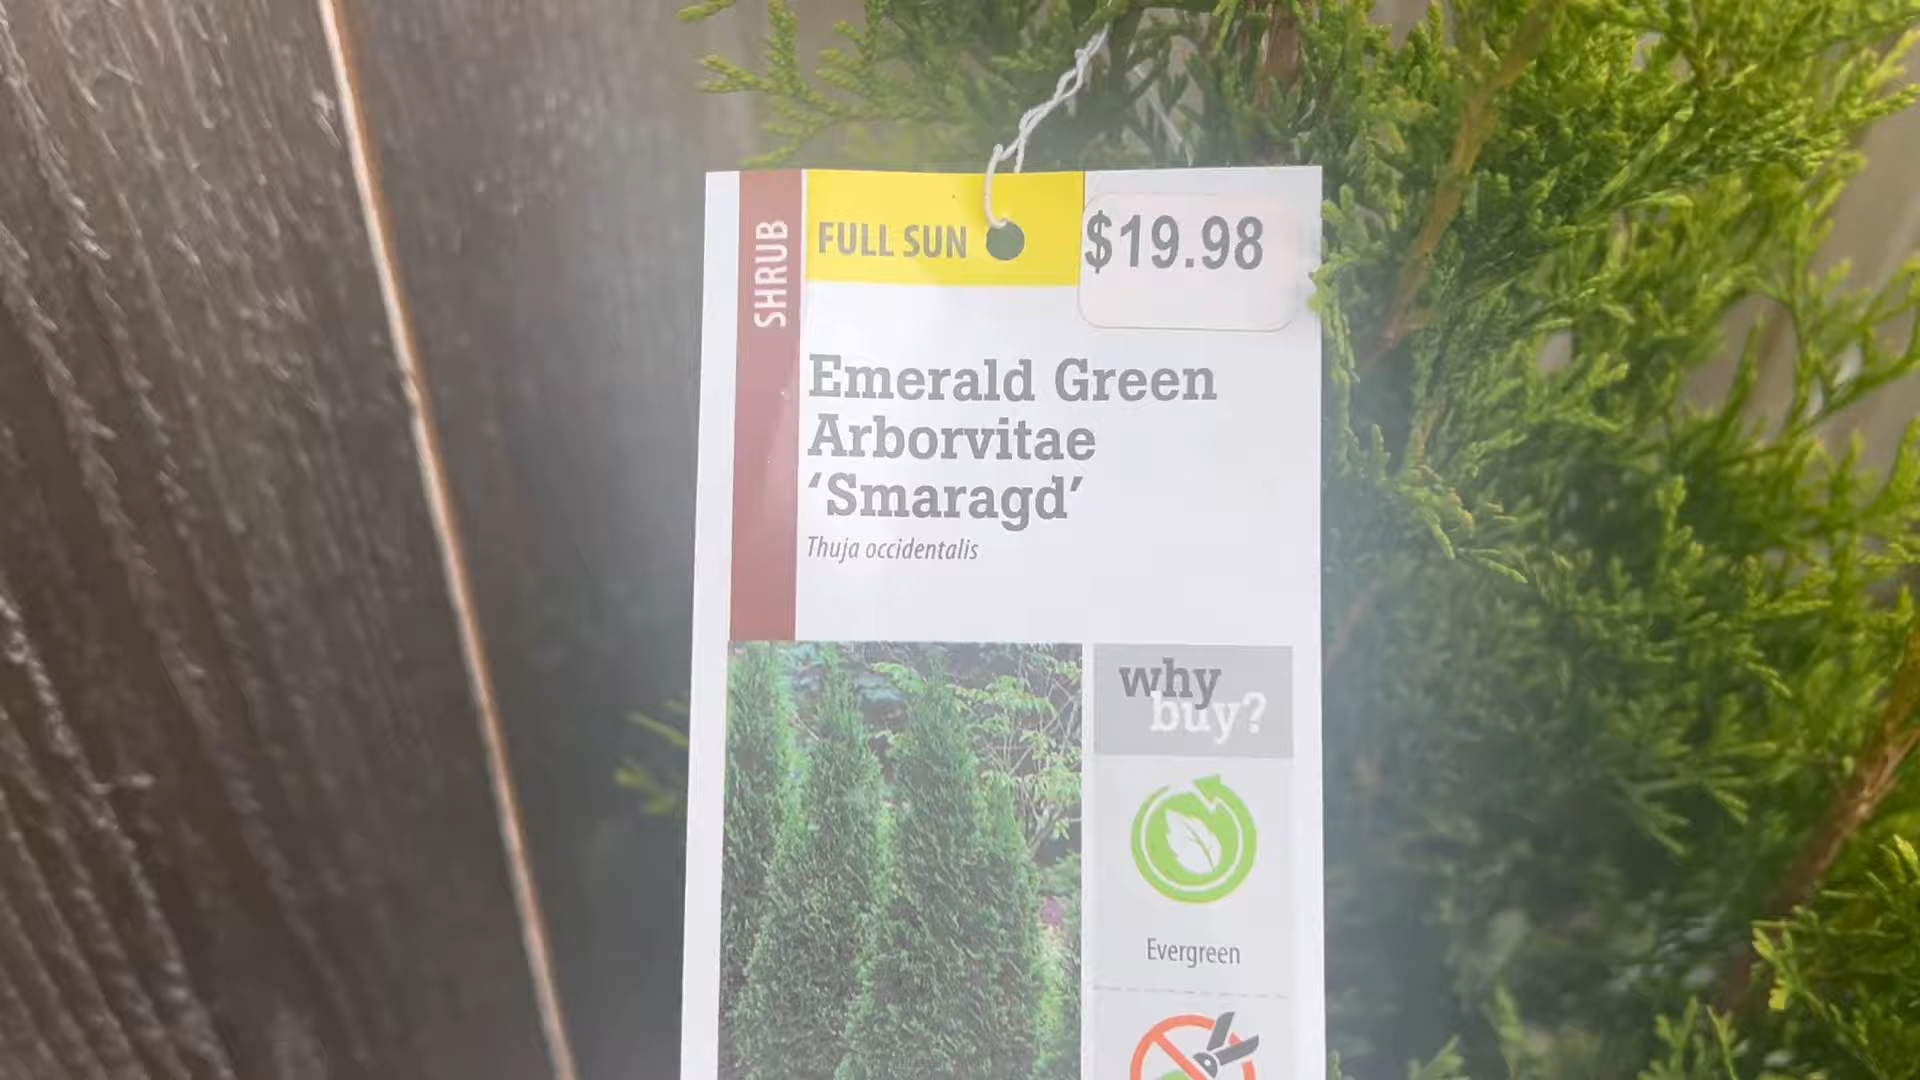 SHRUB
FULL SUN
$19.98
Emerald Green
Arborvitae
‘Smaragd’
Thuja occidentalis
why
buy?
Evergreen